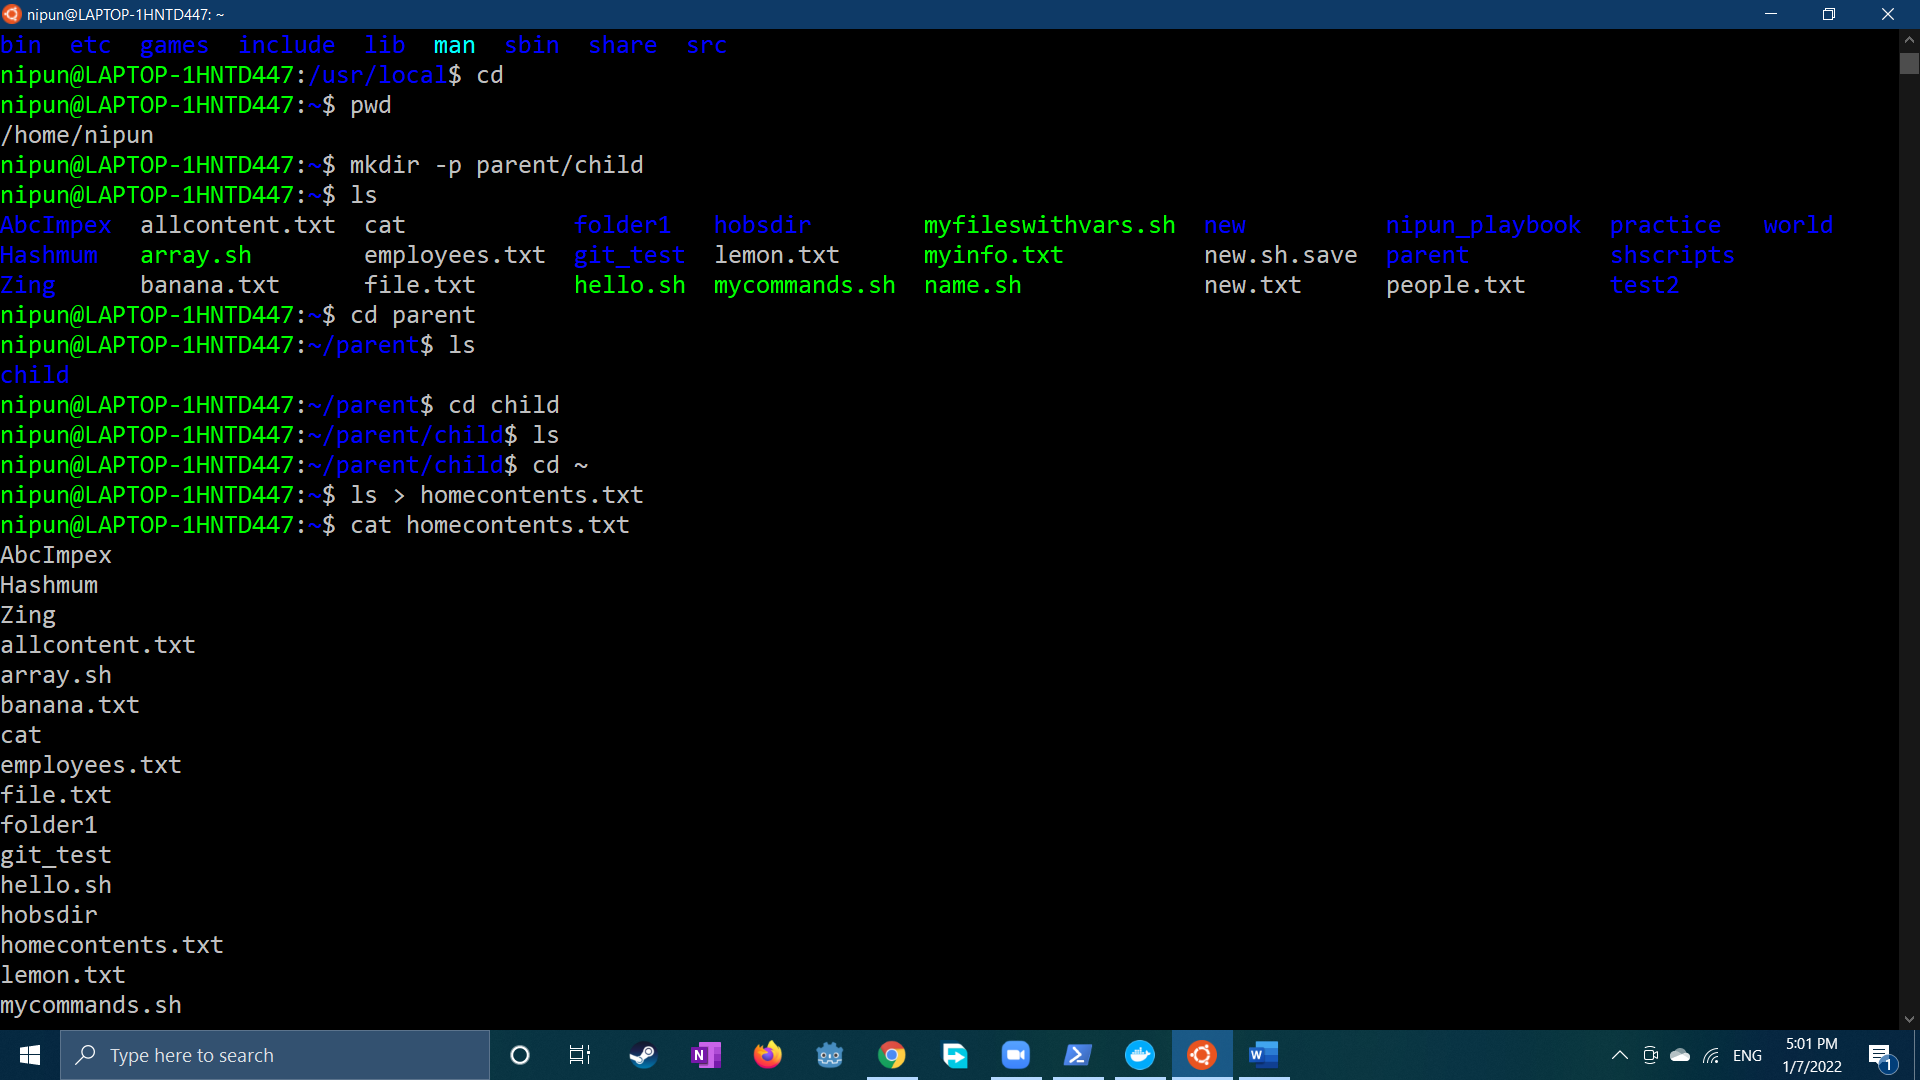 nipun@LAPTOP-1HNTD447: ~
bin  etc  games  include  lib  man  sbin  share  src
nipun@LAPTOP-1HNTD447:/usr/local$ cd
nipun@LAPTOP-1HNTD447:~$ pwd
/home/nipun
nipun@LAPTOP-1HNTD447:~$ mkdir -p parent/child
nipun@LAPTOP-1HNTD447:~$ ls
AbcImpex  allcontent.txt  cat            folder1   hobsdir        myfileswithvars.sh  new          nipun_playbook  practice   world
Hashmum   array.sh        employees.txt  git_test  lemon.txt      myinfo.txt          new.sh.save  parent          shscripts
Zing      banana.txt      file.txt       hello.sh  mycommands.sh  name.sh             new.txt      people.txt      test2
nipun@LAPTOP-1HNTD447:~$ cd parent
nipun@LAPTOP-1HNTD447:~/parent$ ls
child
nipun@LAPTOP-1HNTD447:~/parent$ cd child
nipun@LAPTOP-1HNTD447:~/parent/child$ ls
nipun@LAPTOP-1HNTD447:~/parent/child$ cd ~
nipun@LAPTOP-1HNTD447:~$ ls > homecontents.txt
nipun@LAPTOP-1HNTD447:~$ cat homecontents.txt
AbcImpex
Hashmum
Zing
allcontent.txt
array.sh
banana.txt
cat
employees.txt
file.txt
folder1
git_test
hello.sh
hobsdir
homecontents.txt
lemon.txt
mycommands.sh
Type here to search
N
W
ENG
5:01 PM
1/7/2022
1